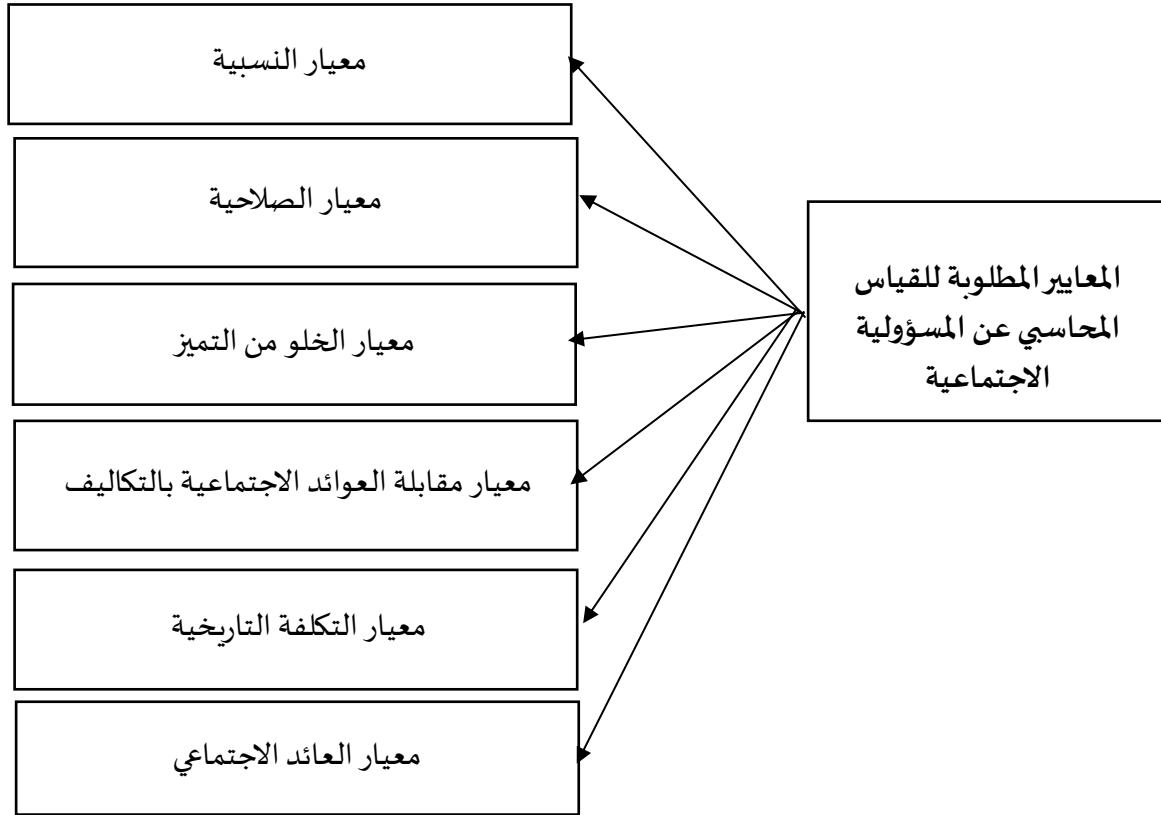 المعايير المطلوبة للقياس
المحاسبي عن المسؤولية
الاجتماعية
معيار النسبية
معيار الصلاحية
معيار الخلو من التميز
معيار مقابلة العوائد الاجتماعية بالتكاليف
معيار التكلفة التاريخية
معيار العائد الاجتماعي